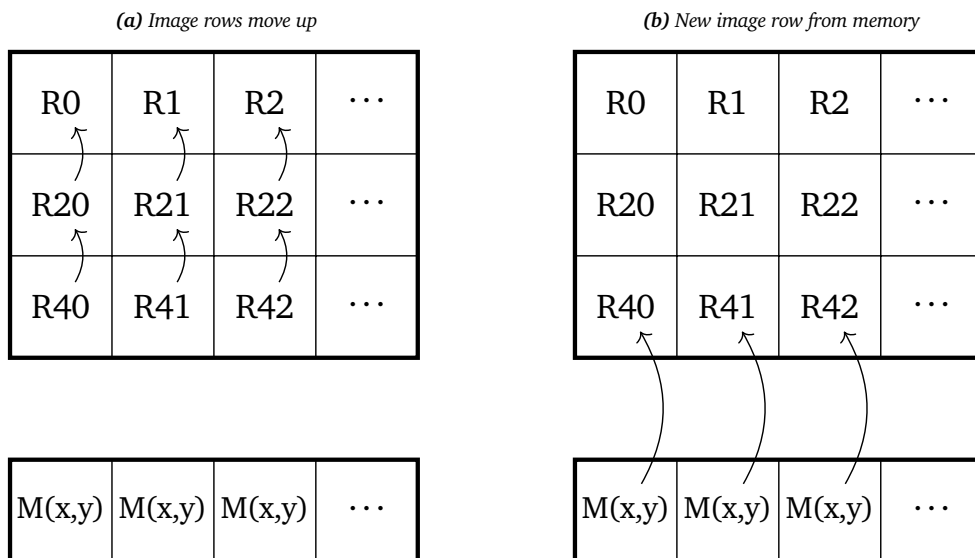 (a) Image rows move up
R0 R1 R2 ...
R20 R21 R22 ...
R40 R41 R42 ...
M(x,y) M(x,y) M(x,y) ...
(b) New image row from memory
R0 R1 R2 ...
R20 R21 R22 ...
R40 R41 R42 ...
M(x,y) M(x,y) M(x,y) ...